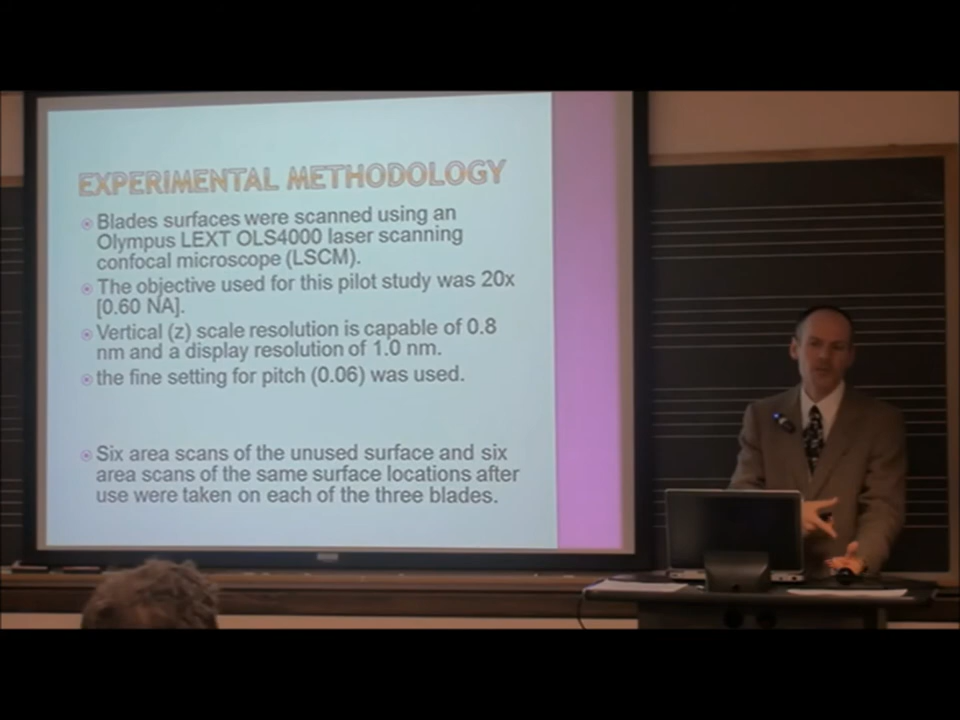 EXPERIMENTAL METHODOLOGY
Blades surfaces were scanned using an
Olympus LEXT OLS4000 laser scanning
confocal microscope (LSCM).
The objective used for this pilot study was 20x
[0.60 NA].
Vertical (z) scale resolution is capable of 0.8
nm and a display resolution of 1.0 nm.
the fine setting for pitch (0.06) was used.
Six area scans of the unused surface and six
area scans of the same surface locations after
use were taken on each of the three blades.